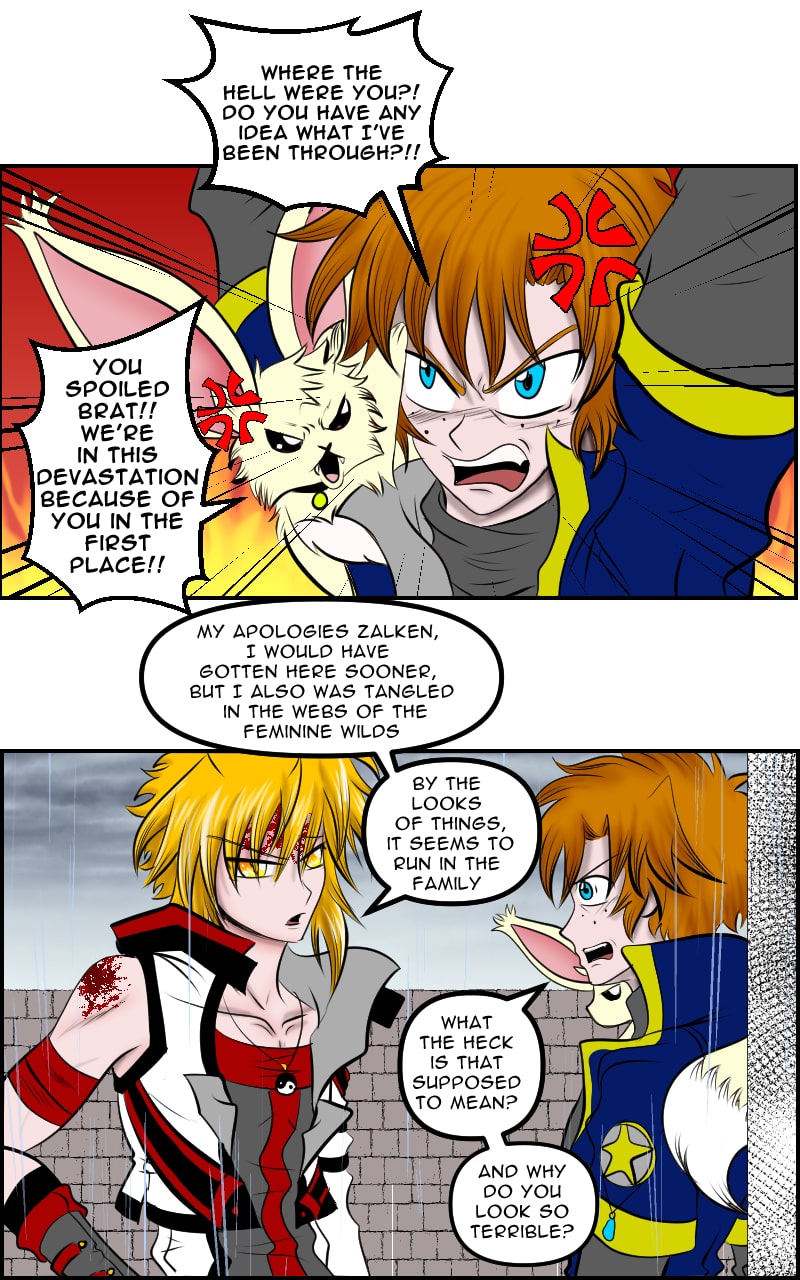 WHERE THE
HELL WERE YOU?!
DO YOU HAVE ANY
IDEA WHAT I'VE
BEEN THROUGH?!!
YOU
SPOILED
BRAT!!
WE'RE
IN THIS
DEVASTATION
BECAUSE OF
YOU IN THE
FIRST
PLACE!!
MY APOLOGIES ZALKEN,
I WOULD HAVE
GOTTEN HERE SOONER,
BUT I ALSO WAS TANGLED
IN THE WEBS OF THE
FEMININE WILDS
BY THE
LOOKS
OF THINGS,
IT SEEMS TO
RUN IN THE
FAMILY
WHAT
THE HECK
IS THAT
SUPPOSED
TO MEAN?
AND WHY
DO YOU
LOOK SO
TERRIBLE?